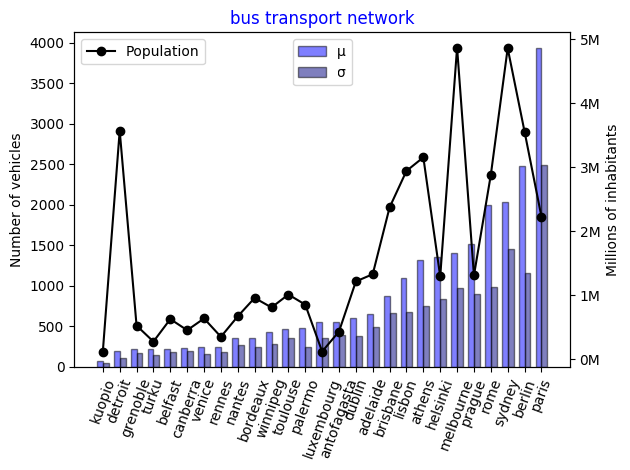 bus transport network
Population
μ
σ
Number of vehicles
4000
3500
3000
2500
2000
1500
1000
500
0
Millions of inhabitants
5M
4M
3M
2M
1M
0M
kuopio
detroit
grenoble
turku
belfast
canberra
venice
rennes
nantes
bordeaux
winnipeg
toulouse
palermo
luxembourg
antofagasta
dublin
adelaide
brisbane
lisbon
athens
helsinki
melbourne
prague
rome
sydney
berlin
paris